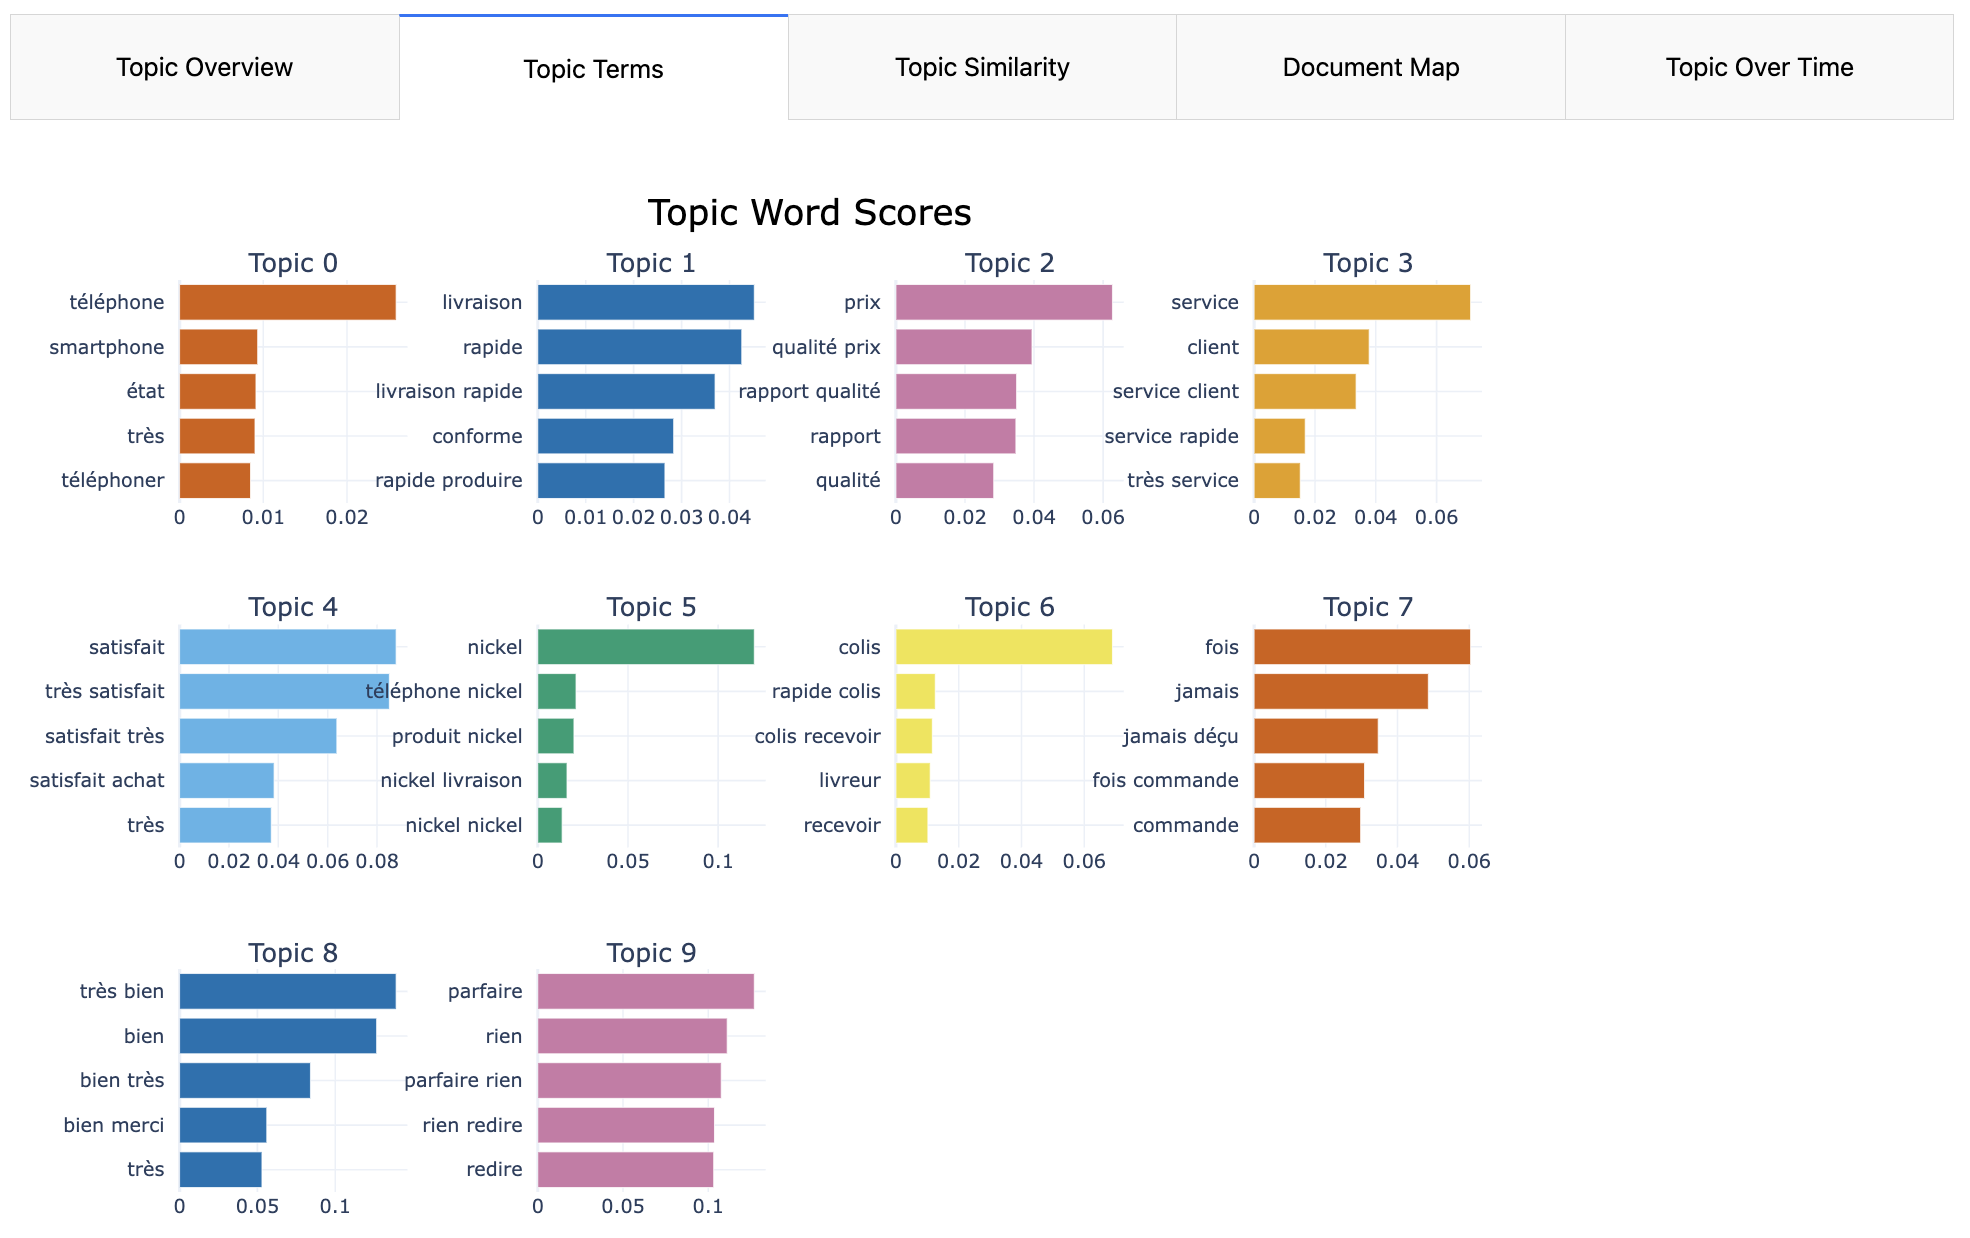 Topic Overview
Topic Terms
Topic Similarity
Document Map
Topic Over Time
Topic Word Scores
Topic 0
téléphone
smartphone
état
très
téléphoner
0 0.01 0.02
Topic 1
livraison
rapide
livraison rapide
conforme
rapide produire
0 0.01 0.02 0.03 0.04
Topic 2
prix
qualité prix
rapport qualité
rapport
qualité
0 0.02 0.04 0.06
Topic 3
service
client
service client
service rapide
très service
0 0.02 0.04 0.06
Topic 4
satisfait
très satisfait
satisfait très
satisfait achat
très
0 0.02 0.04 0.06 0.08
Topic 5
nickel
téléphone nickel
produit nickel
nickel livraison
nickel nickel
0 0.05 0.1
Topic 6
colis
rapide colis
colis recevoir
livreur
recevoir
0 0.02 0.04 0.06
Topic 7
fois
jamais
jamais déçu
fois commande
commande
0 0.02 0.04 0.06
Topic 8
très bien
bien
bien très
bien merci
très
0 0.05 0.1
Topic 9
parfaire
rien
parfaire rien
rien redire
redire
0 0.05 0.1